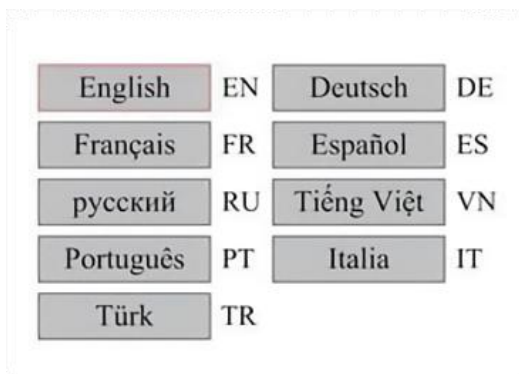 English EN Deutsch DE
Français FR Español ES
русский RU Tiếng Việt VN
Português PT Italia IT
Türk TR